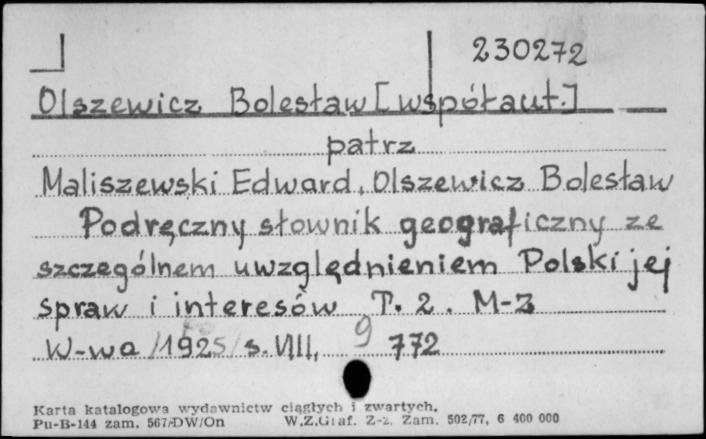 230272
Olszewicz Bolesław [współaut.]
patrz
Maliszewski Edward, Olszewicz Bolesław
Podręczny słownik geograficzny ze
szczególnem uwzględnieniem Polski jej
spraw i interesów T. 2. M-Z
W-wa /1925/ s. VIII, 772
9
Karta katalogowa wydawnictw ciągłych i zwartych.
Pu-B-144 zam. 567/DW/On W.Z.Graf. Z-2. Zam. 502/77, 6 400 000